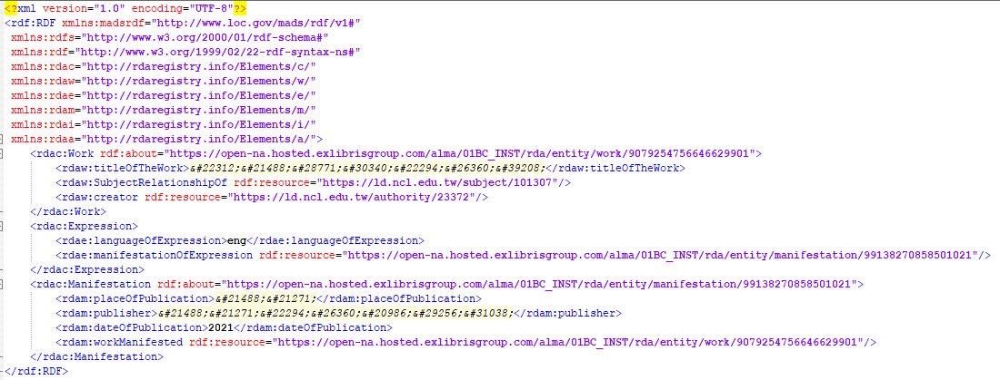 <?xml version="1.0" encoding="UTF-8"?>
<rdf:RDF xmlns:madsrdf="http://www.loc.gov/mads/rdf/v1#"
xmlns:rdfs="http://www.w3.org/2000/01/rdf-schema#"
xmlns:rdf="http://www.w3.org/1999/02/22-rdf-syntax-ns#"
xmlns:rdac="http://rdaregistry.info/Elements/c/"
xmlns:rdaw="http://rdaregistry.info/Elements/w/"
xmlns:rdae="http://rdaregistry.info/Elements/e/"
xmlns:rdam="http://rdaregistry.info/Elements/m/"
xmlns:rdai="http://rdaregistry.info/Elements/i/"
xmlns:rdaa="http://rdaregistry.info/Elements/a/">
<rdac:Work rdf:about="https://open-na.hosted.exlibrisgroup.com/alma/01BC_INST/rda/entity/work/9079254756646629901">
<rdaw:titleOfTheWork>&#22312;&#21488;&#28771;&#30340;&#22294;&#26360;&#39208;</rdaw:titleOfTheWork>
<rdaw:SubjectRelationshipOf rdf:resource="https://ld.ncl.edu.tw/subject/101307"/>
<rdaw:creator rdf:resource="https://ld.ncl.edu.tw/authority/23372"/>
</rdac:Work>
<rdac:Expression>
<rdae:languageOfExpression>eng</rdae:languageOfExpression>
<rdae:manifestationOfExpression rdf:resource="https://open-na.hosted.exlibrisgroup.com/alma/01BC_INST/rda/entity/manifestation/99138270858501021"/>
</rdac:Expression>
<rdac:Manifestation rdf:about="https://open-na.hosted.exlibrisgroup.com/alma/01BC_INST/rda/entity/manifestation/99138270858501021">
<rdam:placeOfPublication>&#21488;&#21271;</rdam:placeOfPublication>
<rdam:publisher>&#21488;&#21271;&#22294;&#26360;&#20986;&#29256;&#31038;</rdam:publisher>
<rdam:dateOfPublication>2021</rdam:dateOfPublication>
<rdam:workManifested rdf:resource="https://open-na.hosted.exlibrisgroup.com/alma/01BC_INST/rda/entity/work/9079254756646629901"/>
</rdac:Manifestation>
</rdf:RDF>